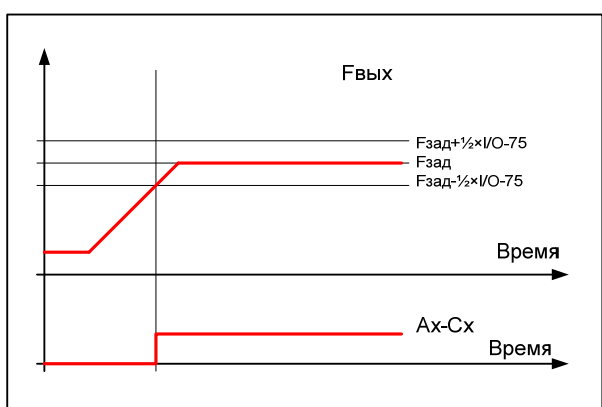 Fвых
Fзад+½×I/O-75
Fзад
Fзад-½×I/O-75
Время
Ax-Cx
Время